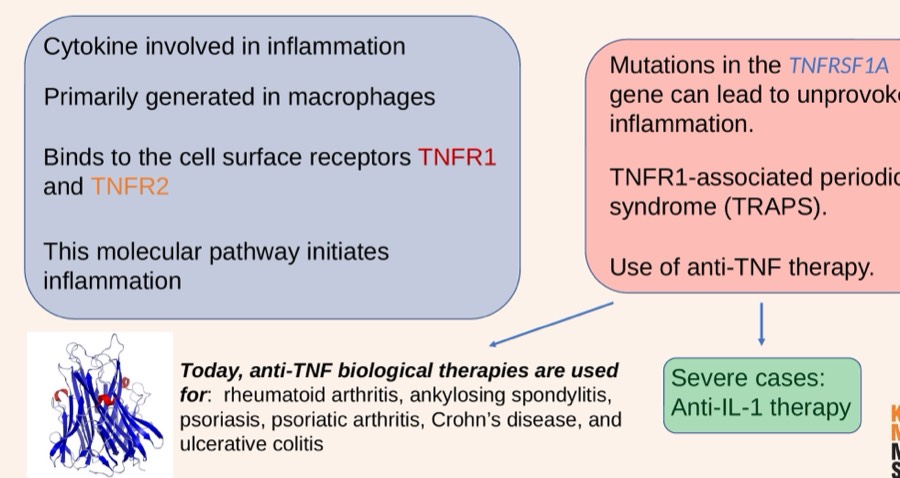 Cytokine involved in inflammation
Primarily generated in macrophages
Binds to the cell surface receptors TNFR1
and TNFR2
This molecular pathway initiates
inflammation
Mutations in the TNFRSF1A
gene can lead to
inflammation.
TNFR1-associated
syndrome (TRAPS).
Use of anti-TNF therapy.
Today, anti-TNF biological therapies are used
for: rheumatoid arthritis, ankylosing spondylitis,
psoriasis, psoriatic arthritis, Crohn's disease, and
ulcerative colitis
Severe cases:
Anti-IL-1 therapy
K
M
S